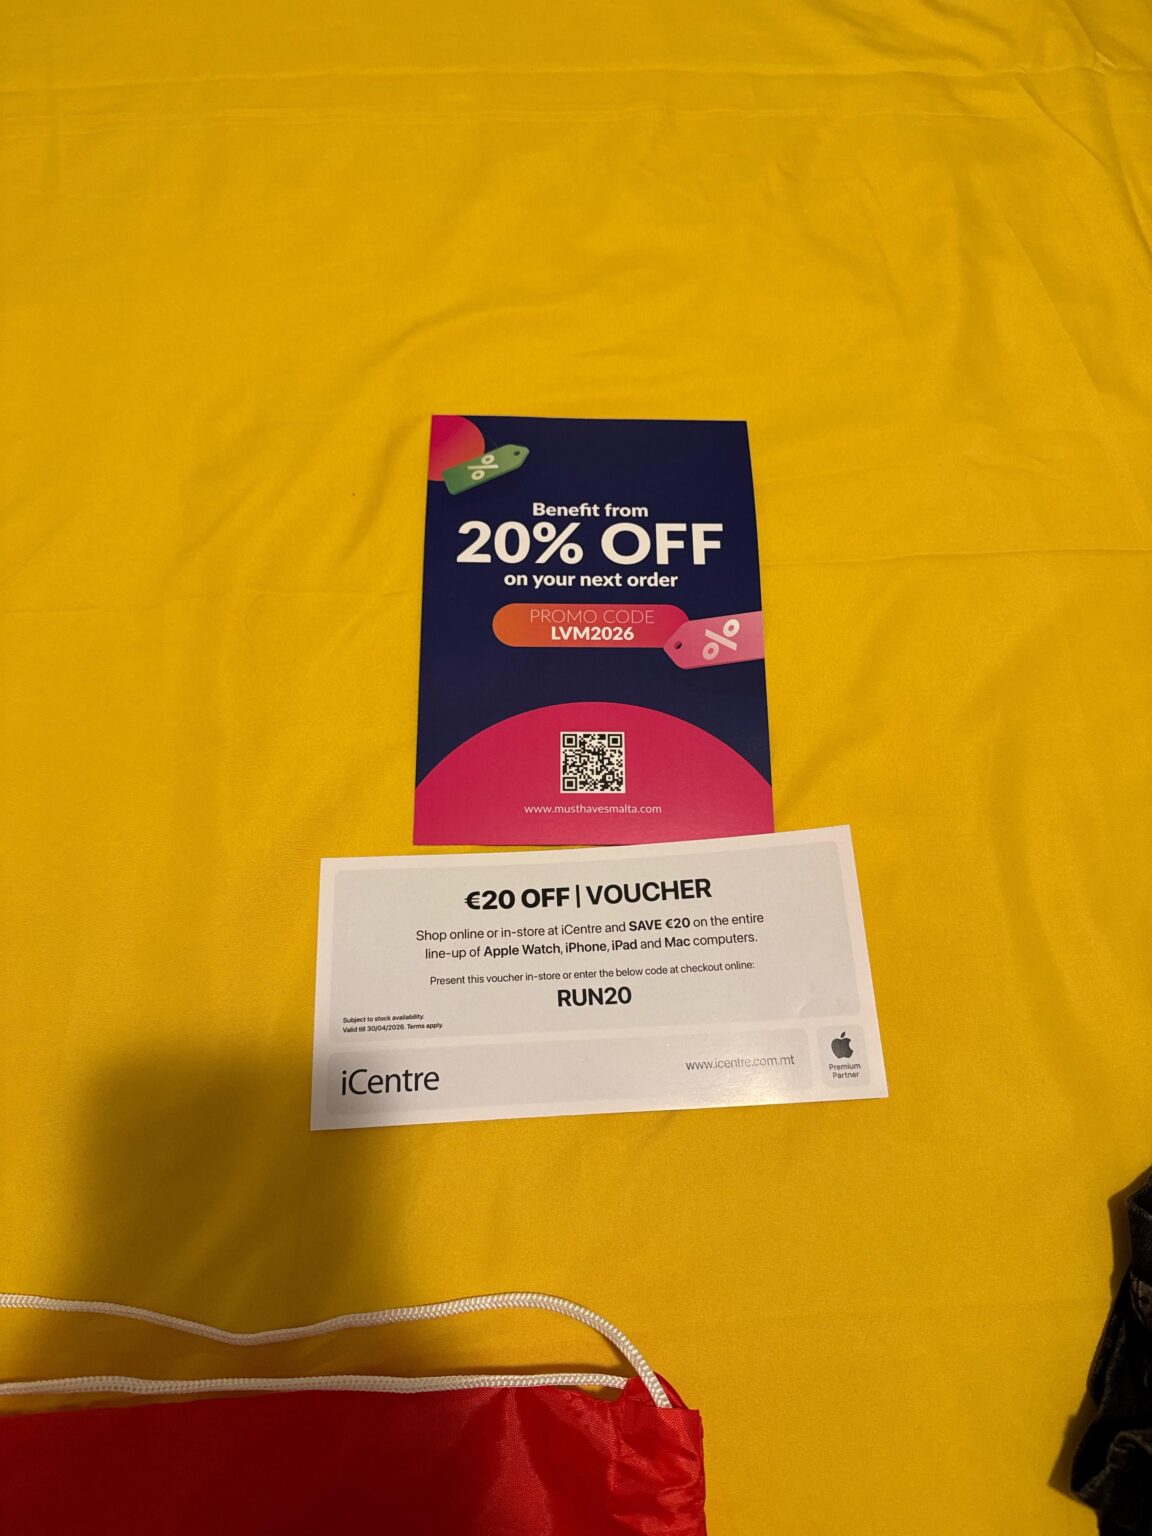 %
Benefit from
20% OFF
on your next order
PROMO CODE
LVM2026
%
www.musthavesmalta.com
€20 OFF | VOUCHER
Shop online or in-store at iCentre and SAVE €20 on the entire
line-up of Apple Watch, iPhone, iPad and Mac computers.
Present this voucher in-store or enter the below code at checkout online:
RUN20
Subject to stock availability.
Valid till 30/04/2026. Terms apply.
iCentre
www.icentre.com.mt
Premium
Partner